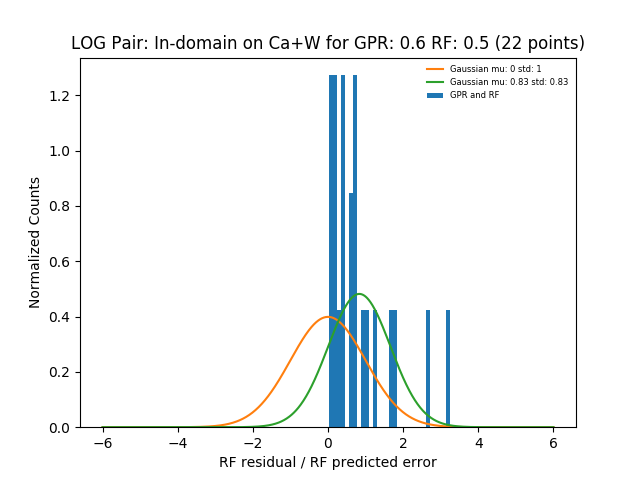 LOG Pair: In-domain on Ca+W for GPR: 0.6 RF: 0.5 (22 points)
Gaussian mu: 0 std: 1
Gaussian mu: 0.83 std: 0.83
GPR and RF
Normalized Counts
1.2
1.0
0.8
0.6
0.4
0.2
0.0
−6
−4
−2
0
2
4
6
RF residual / RF predicted error